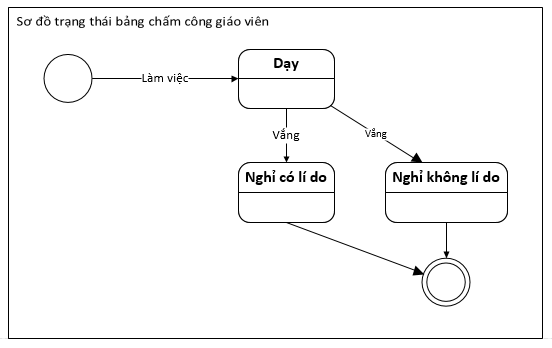 Sơ đồ trạng thái bảng chấm công giáo viên
Dạy
Làm việc
Vắng
Vắng
Nghỉ có lí do
Nghỉ không lí do